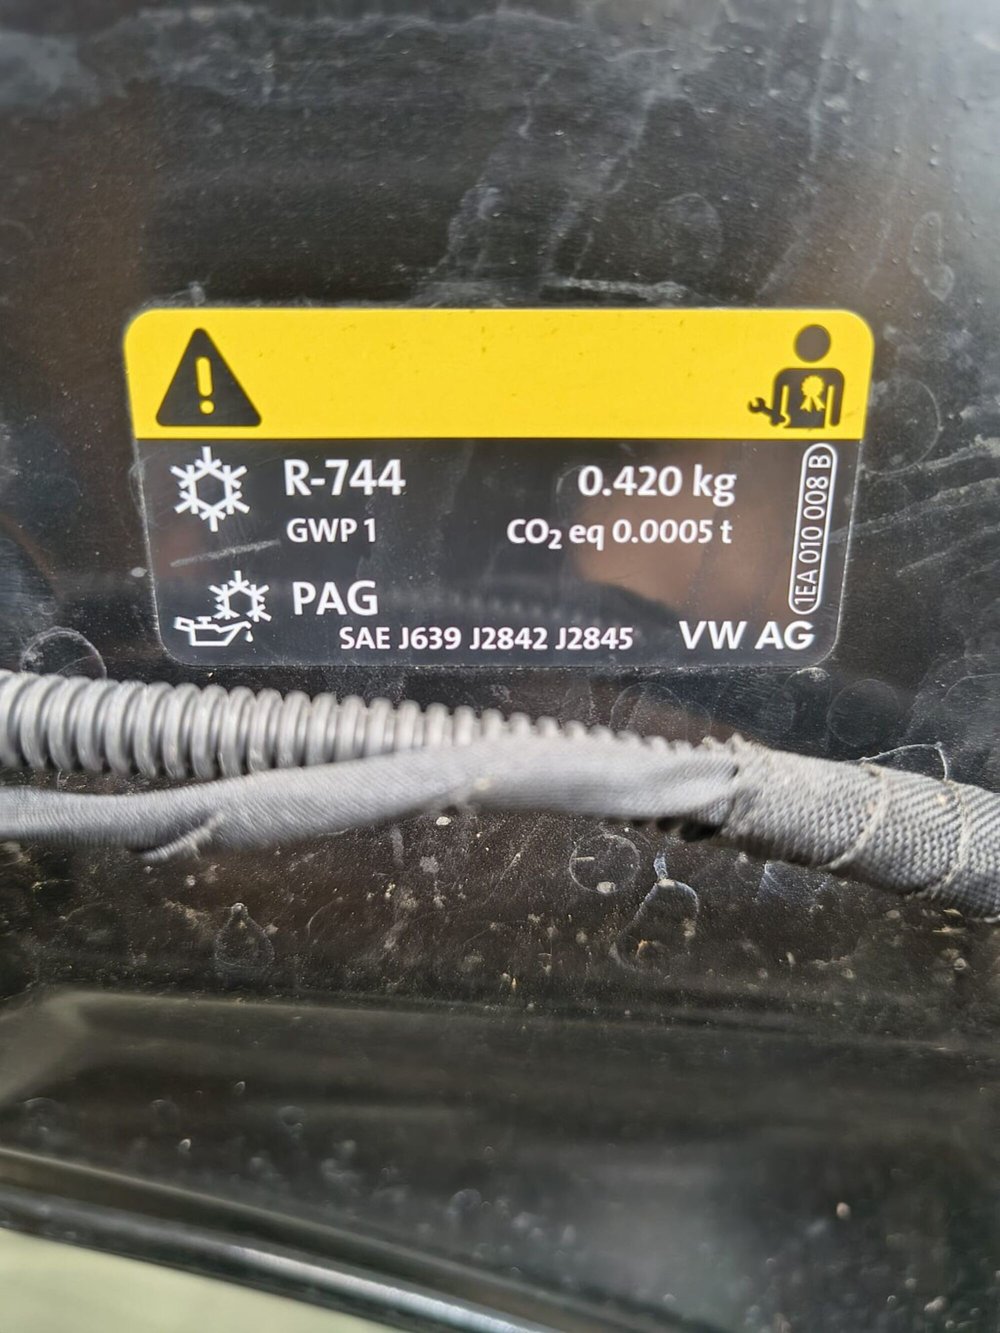 R-744 0.420 kg
GWP 1 CO₂ eq 0.0005 t
PAG
SAE J639 J2842 J2845 VW AG
1EA 010 008 B